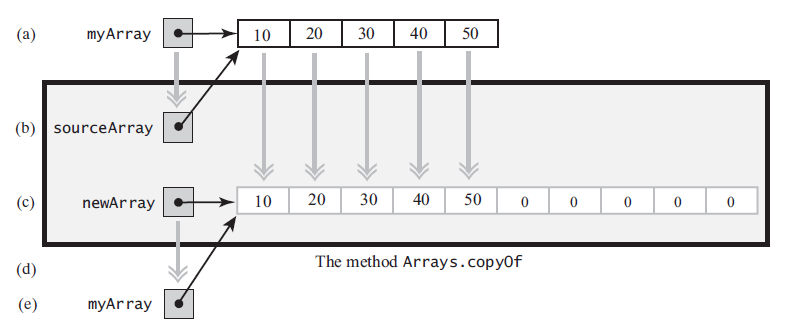 (a) myArray 10 20 30 40 50
(b) sourceArray
(c) newArray 10 20 30 40 50 0 0 0 0 0
(d) The method Arrays.copyOf
(e) myArray